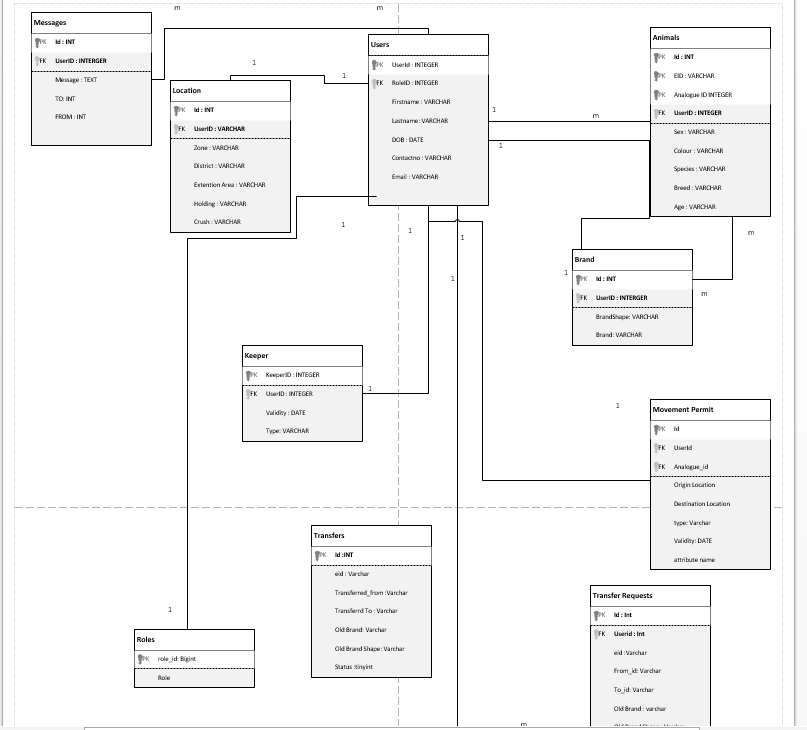 m
m
Messages
PK Id : INT
FK UserID : INTERGER
Message : TEXT
TO: INT
FROM : INT
Users
PK UserId : INTEGER
FK RoleID : INTEGER
Firstname : VARCHAR
Lastname: VARCHAR
DOB : DATE
Contactno : VARCHAR
Email : VARCHAR
Animals
PK Id : INT
PK EID : VARCHAR
PK Analogue ID INTEGER
FK UserID : INTEGER
Sex : VARCHAR
Colour : VARCHAR
Species : VARCHAR
Breed : VARCHAR
Age : VARCHAR
1
1
1
m
1
Location
PK Id : INT
FK UserID : VARCHAR
Zone : VARCHAR
District : VARCHAR
Extention Area : VARCHAR
Holding : VARCHAR
Crush : VARCHAR
1
1
1
1
m
1
m
Brand
PK Id : INT
FK UserID : INTERGER
BrandShape: VARCHAR
Brand: VARCHAR
Keeper
PK KeeperID : INTEGER
FK UserID : INTEGER
Validity : DATE
Type: VARCHAR
1
1
Movement Permit
PK Id
FK UserId
FK Analogue_id
Origin Location
Destination Location
type: Varchar
Validity: DATE
attribute name
Transfers
PK Id :INT
eid : Varchar
Transferred_from :Varchar
Transferrd To : Varchar
Old Brand: Varchar
Old Brand Shape: Varchar
Status :tinyint
Transfer Requests
PK Id : Int
FK Userid : Int
eid :Varchar
From_id: Varchar
To_id: Varchar
Old Brand : varchar
1
Roles
PK role_id: Bigint
Role
m